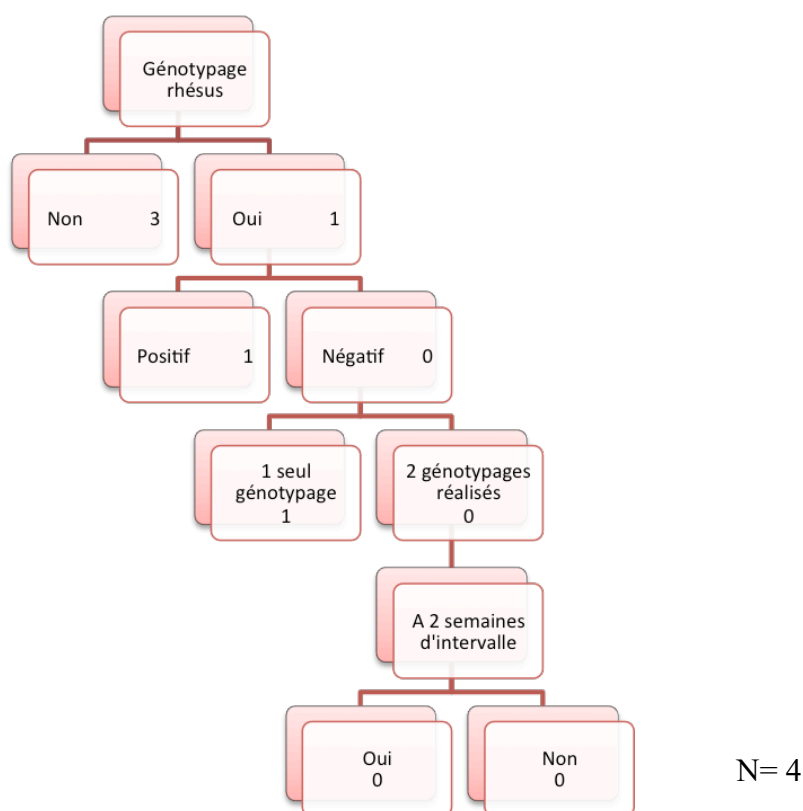 Génotypage
rhésus
Non 3
Oui 1
Positif 1
Négatif 0
1 seul
génotypage
1
2 génotypages
réalisés
0
A 2 semaines
d'intervalle
Oui
0
Non
0
N= 4